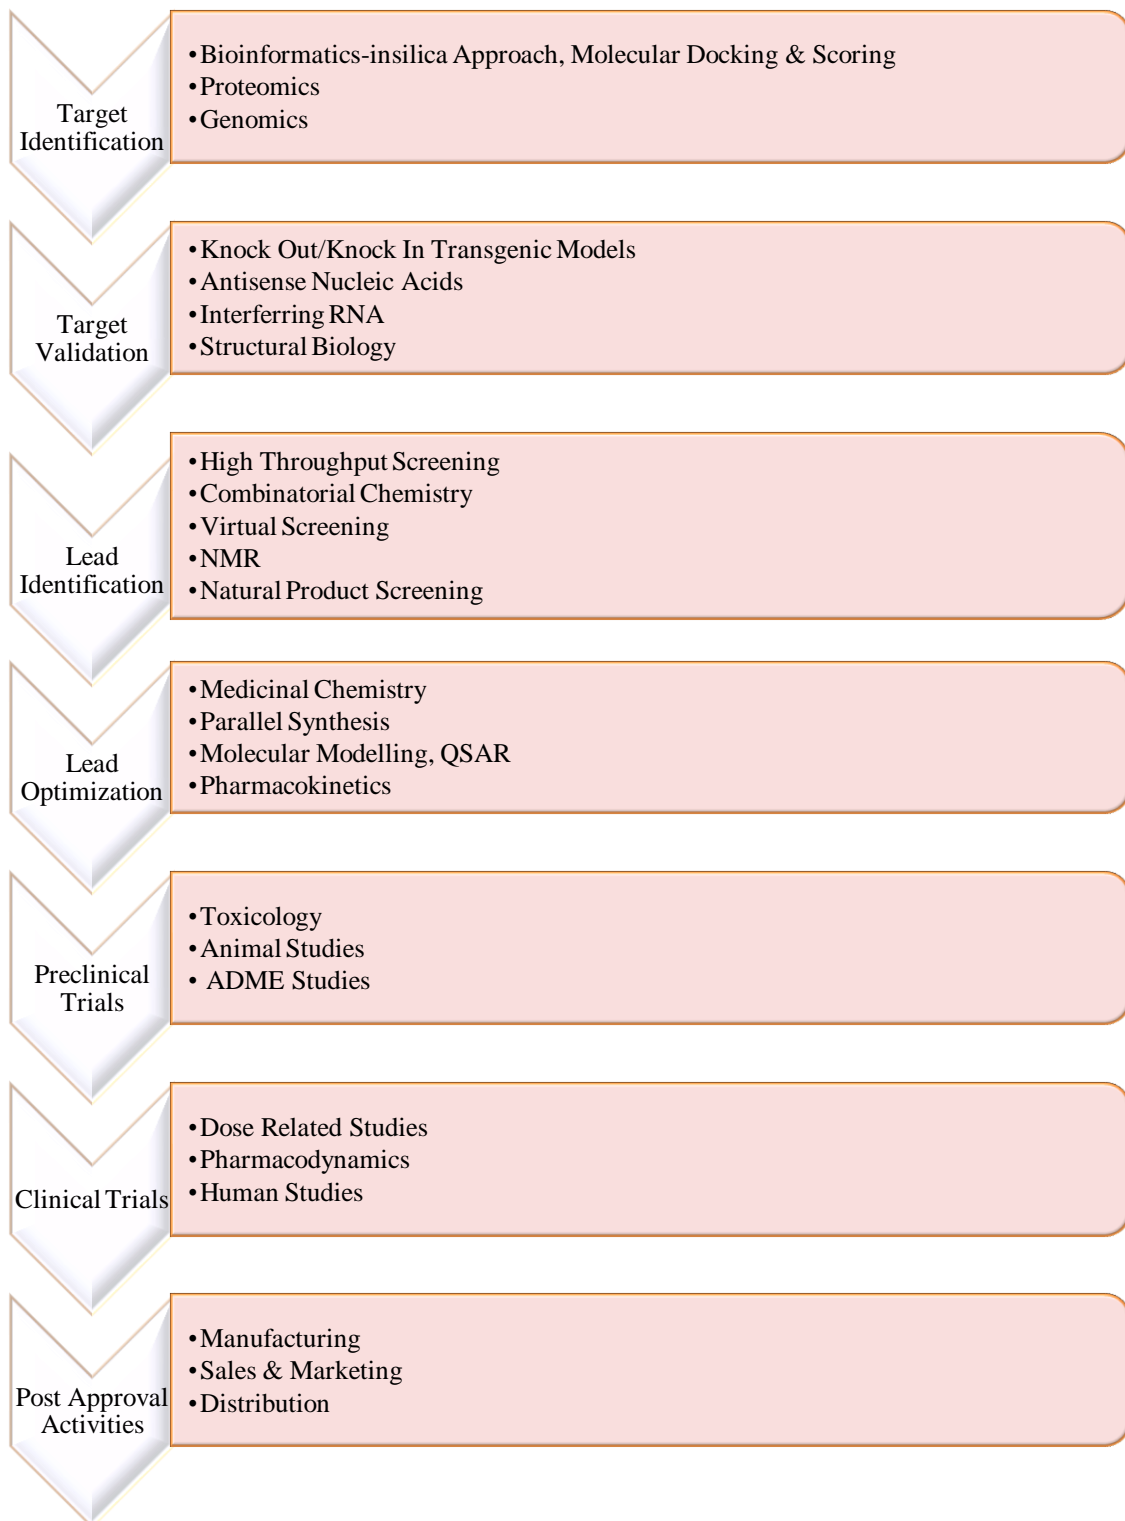 Target
Identification
•Bioinformatics-insilica Approach, Molecular Docking & Scoring
•Proteomics
•Genomics
Target
Validation
•Knock Out/Knock In Transgenic Models
•Antisense Nucleic Acids
•Interferring RNA
•Structural Biology
Lead
Identification
•High Throughput Screening
•Combinatorial Chemistry
•Virtual Screening
•NMR
•Natural Product Screening
Lead
Optimization
•Medicinal Chemistry
•Parallel Synthesis
•Molecular Modelling, QSAR
•Pharmacokinetics
Preclinical
Trials
•Toxicology
•Animal Studies
• ADME Studies
Clinical Trials
•Dose Related Studies
•Pharmacodynamics
•Human Studies
Post Approval
Activities
•Manufacturing
•Sales & Marketing
•Distribution